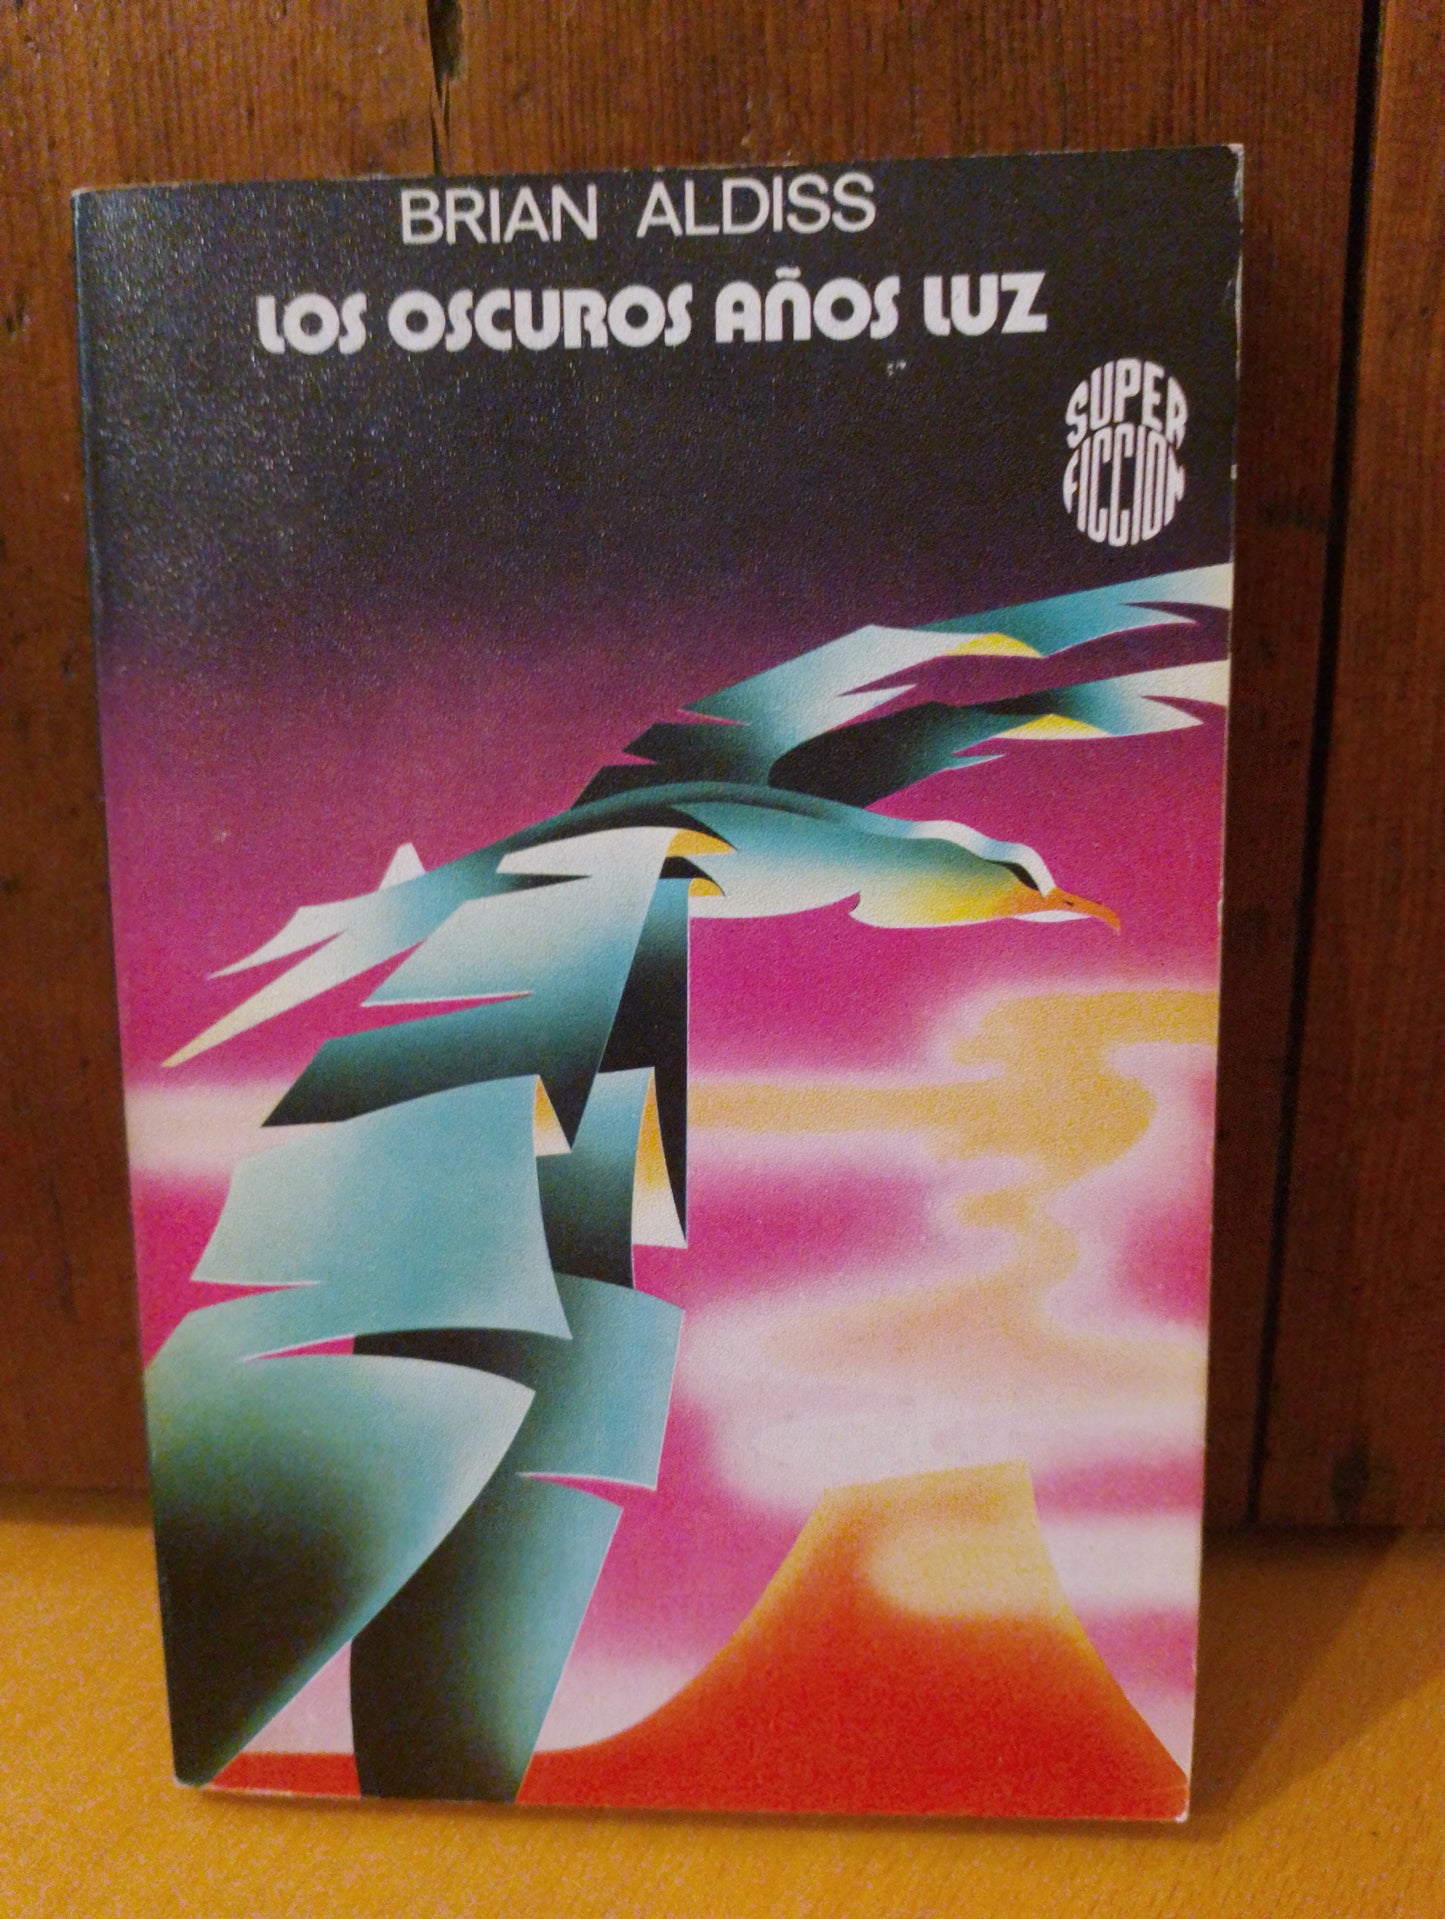 BRIAN ALDISS
LOS OSCUROS AÑOS LUZ
SUPER
FICCION